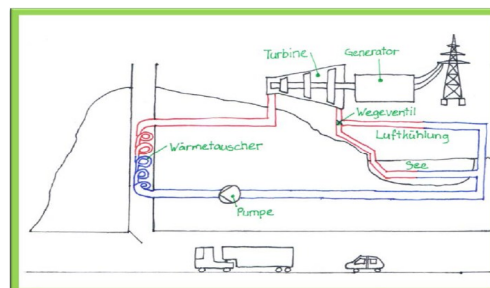 Turbine
Generator
Wegeventil
Luftkühlung
See
Wärmetauscher
Pumpe